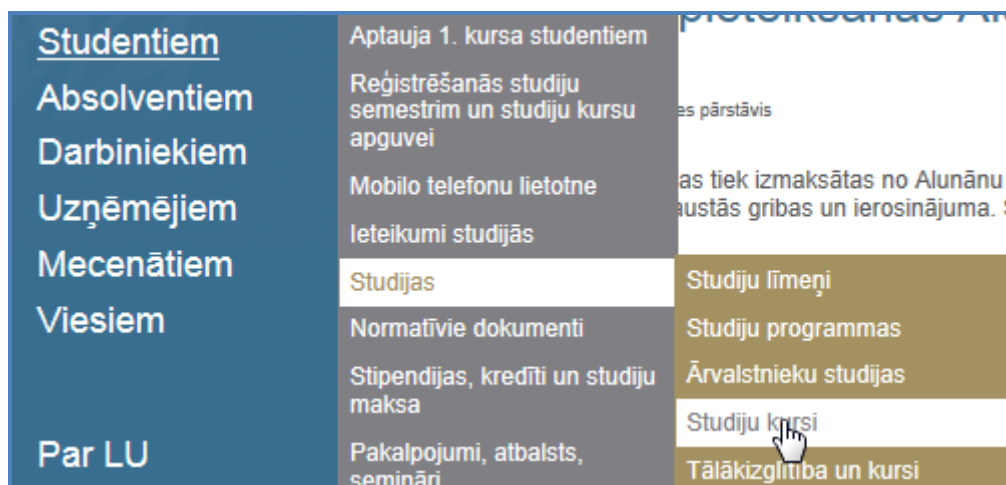 Studentiem
Absolventiem
Darbiniekiem
Uzņēmējiem
Mecenātiem
Viesiem
Par LU
Aptauja 1. kursa studentiem
Reģistrēšanās studiju
semestrim un studiju kursu
apguvei
Mobilo telefonu lietotne
Ieteikumi studijās
Studijas
Normatīvie dokumenti
Stipendijas, kredīti un studiju
maksa
Pakalpojumi, atbalsts,
semināri
es pārstāvis
as tiek izmaksātas no Alunānu
austās gribas un ierosinājuma.
Studiju līmeņi
Studiju programmas
Ārvalstnieku studijas
Studiju kursi
Tālākizglītība un kursi